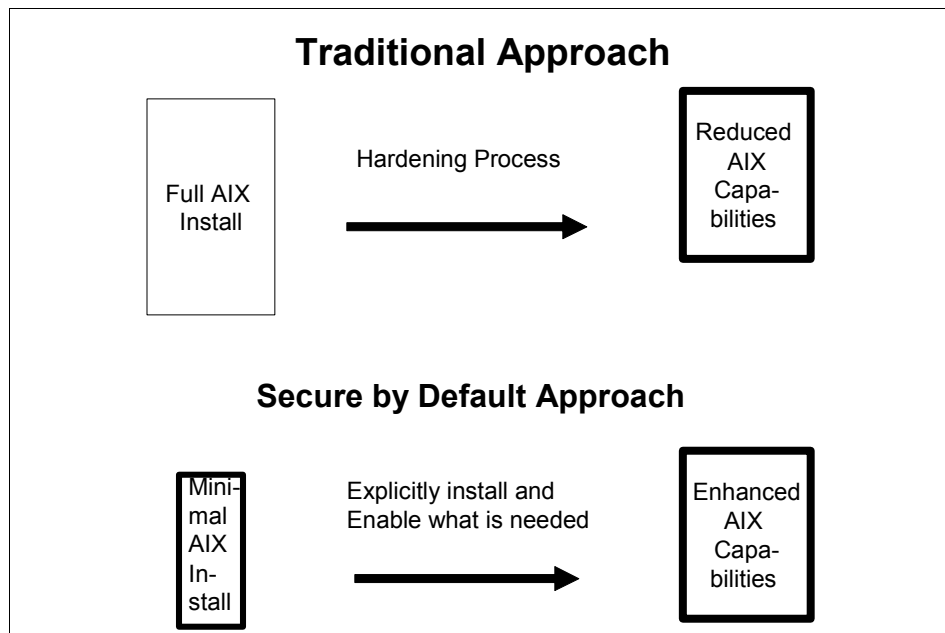 Traditional Approach
Full AIX
Install
Hardening Process
Reduced
AIX
Capa-
bilities
Secure by Default Approach
Mini-
mal
AIX
In-
stall
Explicitly install and
Enable what is needed
Enhanced
AIX
Capa-
bilities